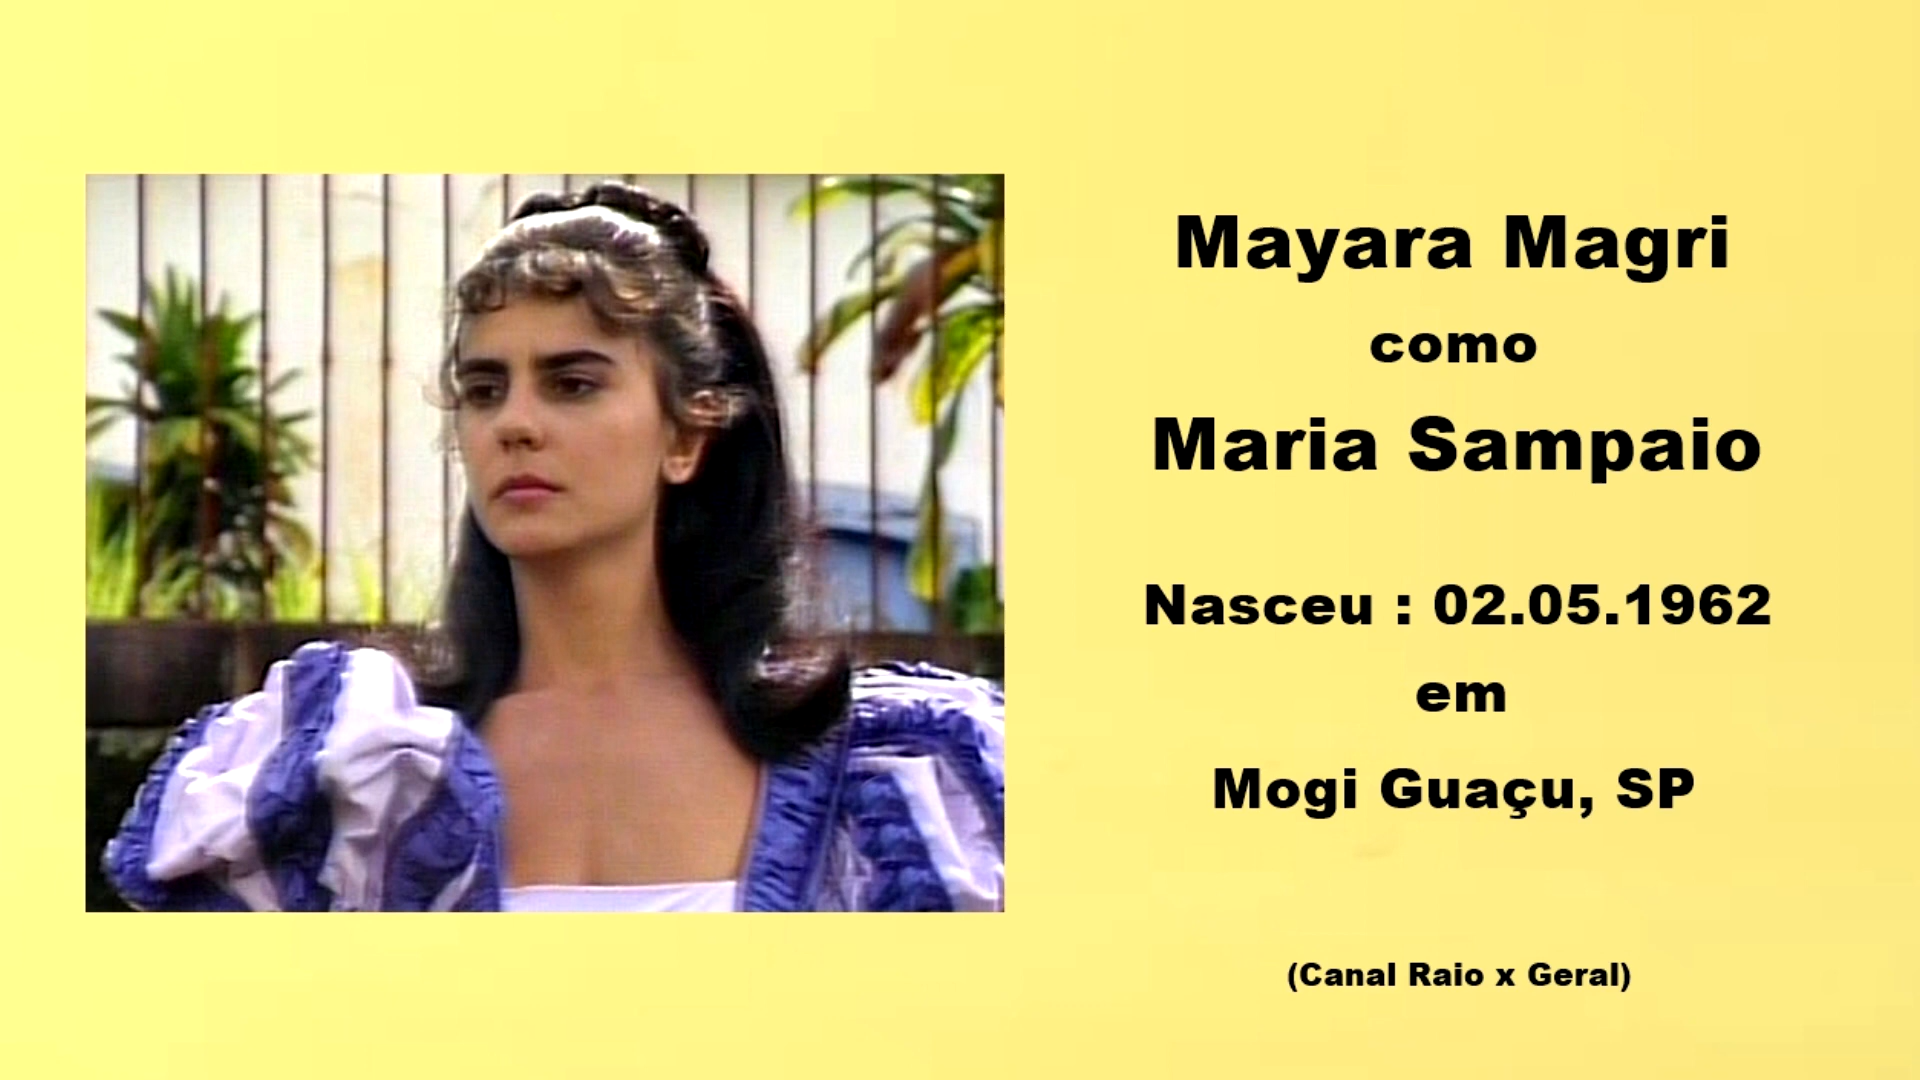 Mayara Magri
como
Maria Sampaio
Nasceu : 02.05.1962
em
Mogi Guaçu, SP
(Canal Raio x Geral)